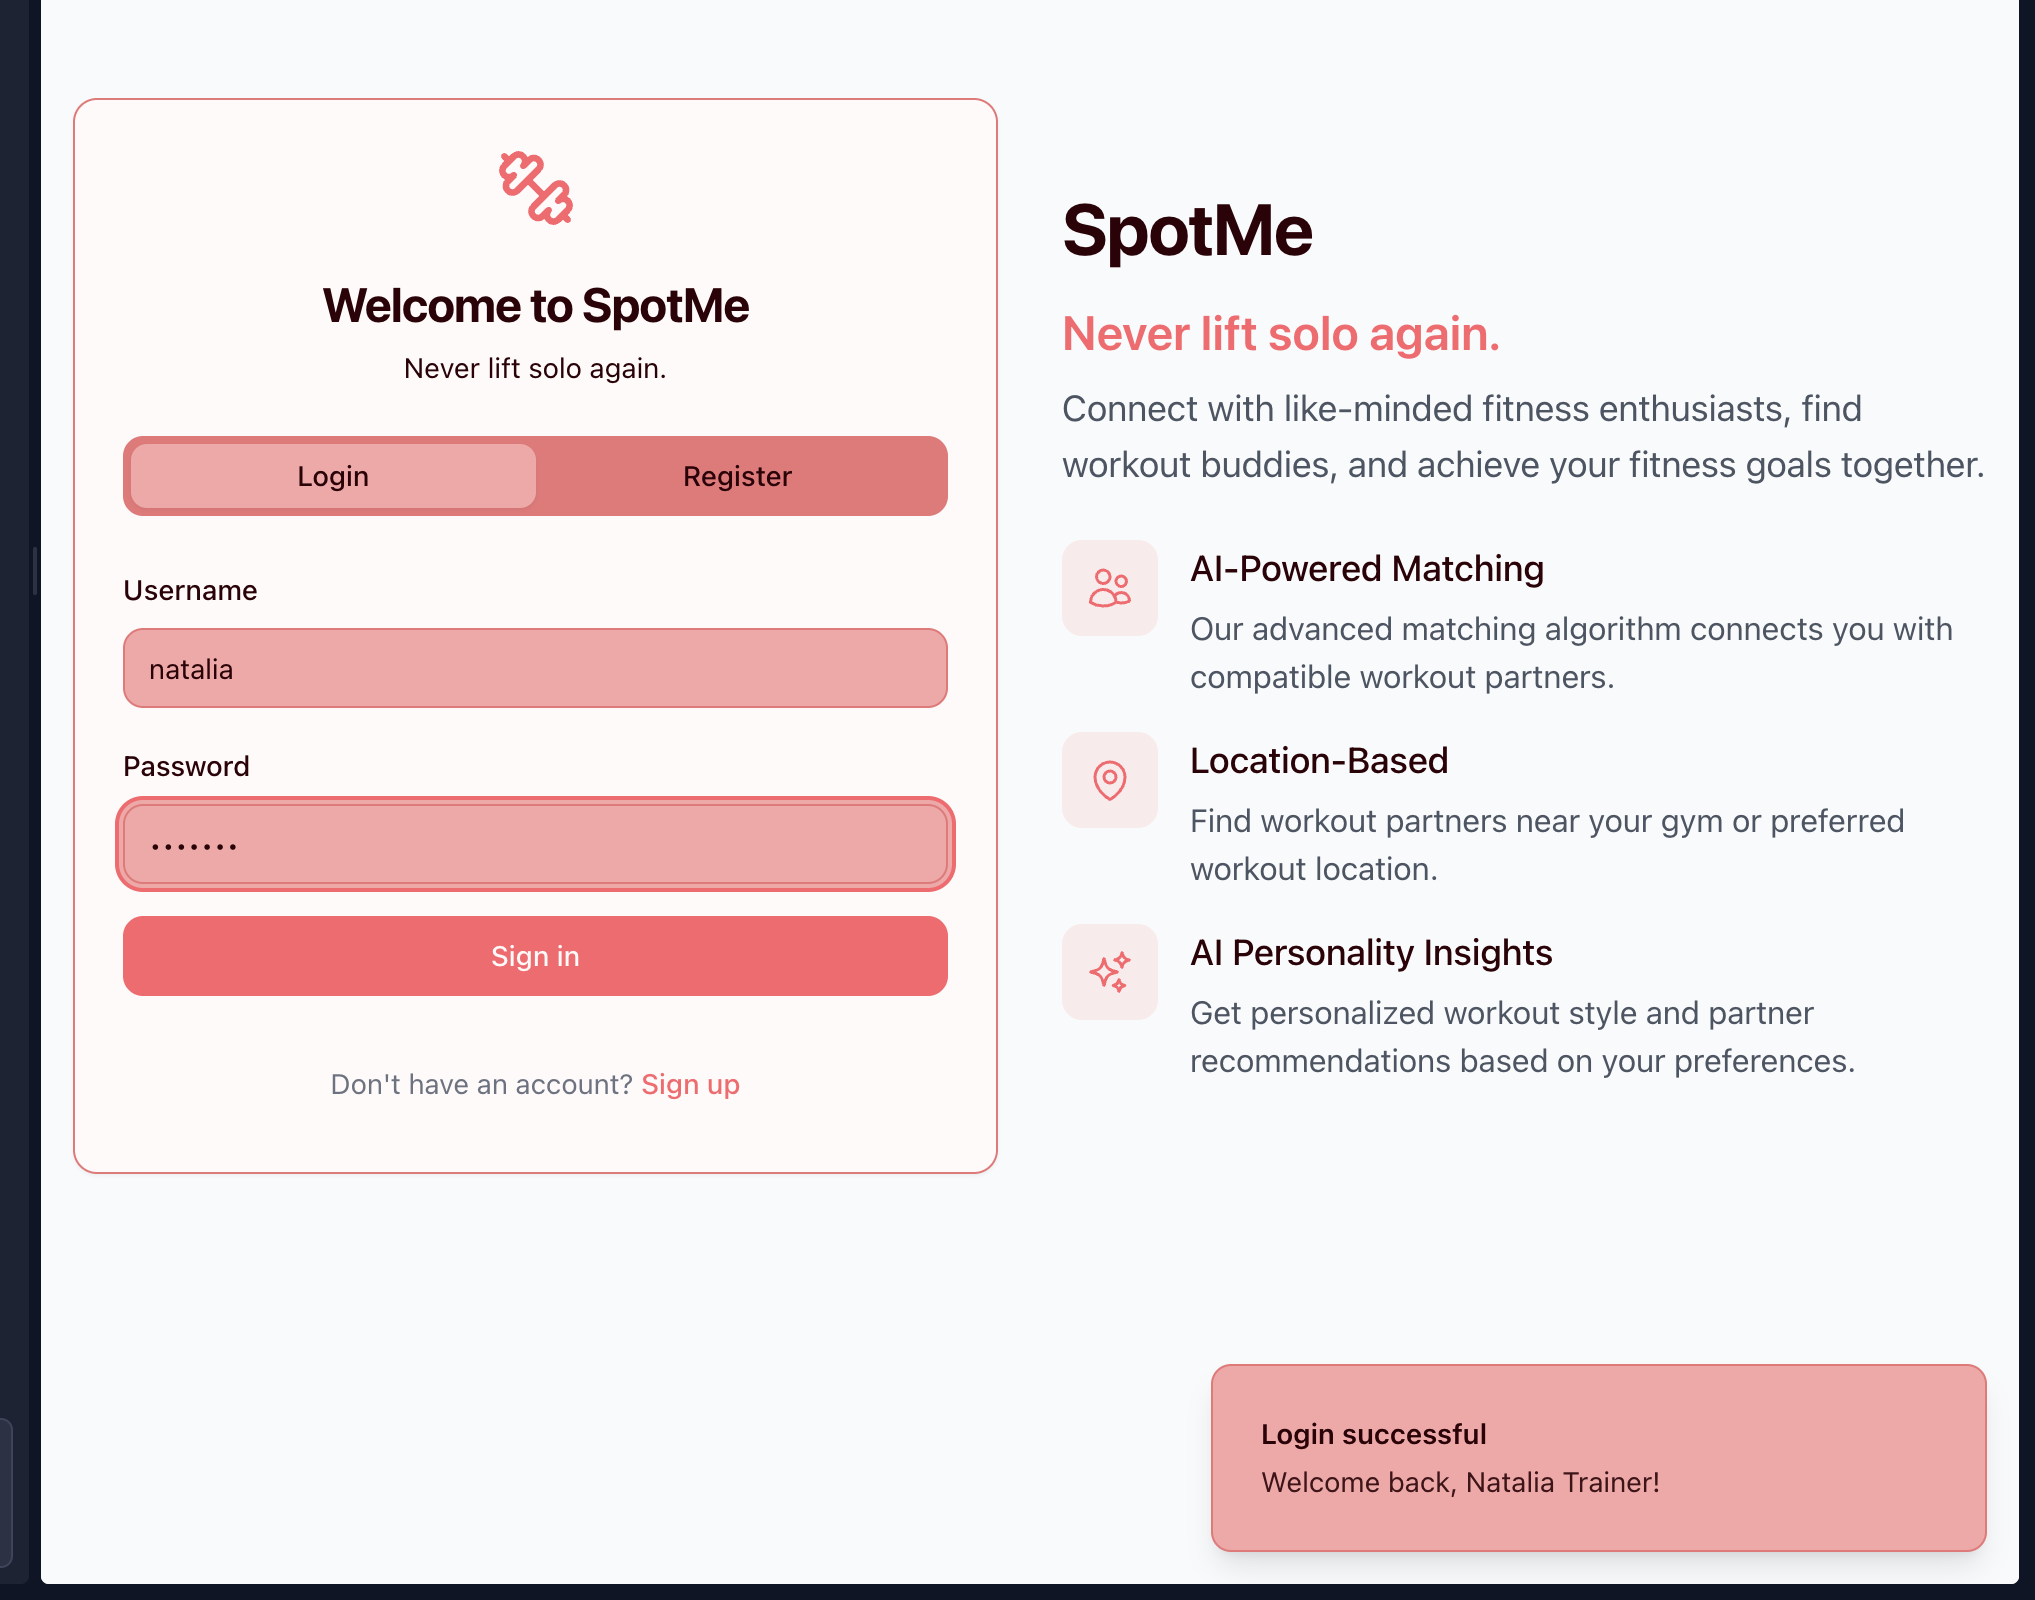 Welcome to SpotMe
Never lift solo again.
Login
Register
Username
natalia
Password
•••••••
Sign in
Don't have an account? Sign up
SpotMe
Never lift solo again.
Connect with like-minded fitness enthusiasts, find
workout buddies, and achieve your fitness goals together.
AI-Powered Matching
Our advanced matching algorithm connects you with
compatible workout partners.
Location-Based
Find workout partners near your gym or preferred
workout location.
AI Personality Insights
Get personalized workout style and partner
recommendations based on your preferences.
Login successful
Welcome back, Natalia Trainer!